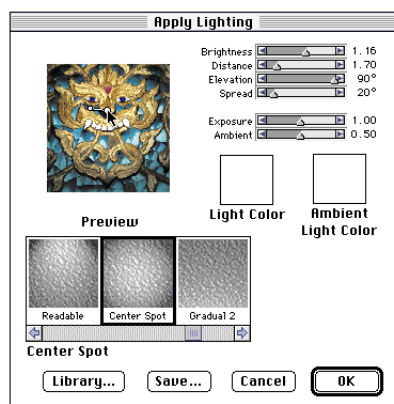 Apply Lighting
Brightness 1.16
Distance 1.70
Elevation 90°
Spread 20°
Exposure 1.00
Ambient 0.50
Preview
Light Color
Ambient
Light Color
Readable
Center Spot
Gradual 2
Center Spot
Library...
Save...
Cancel
OK